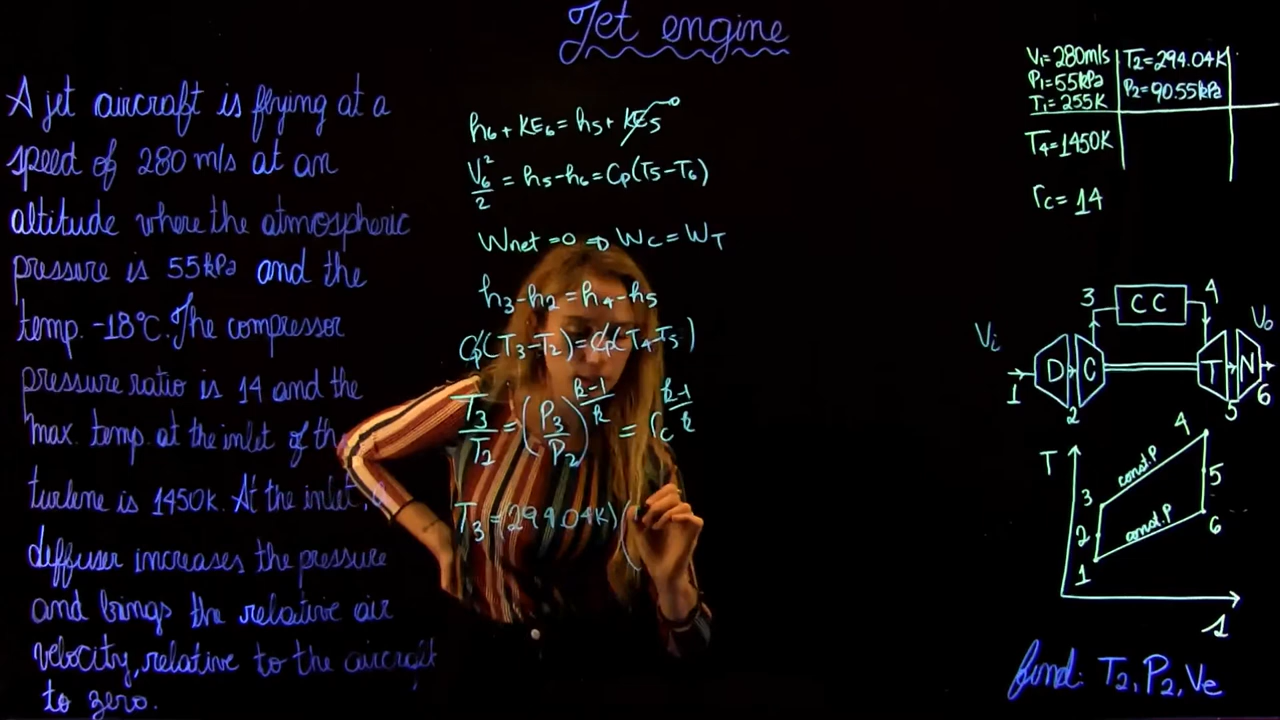 Jet engine
A jet aircraft is flying at a
speed of 280 m/s at an
altitude where the atmospheric
pressure is 55kPa and the
temp. -18°C. The compressor
pressure ratio is 14 and the
max. temp. at the inlet of th
turbine is 1450K. At the inlet, a
diffuser increases the pressure
and brings the relative air
velocity, relative to the aircraft
to zero.
h6 + KE6 = h5 + KE5 → 0
V6²/2 = h5 - h6 = Cp(T5 - T6)
Wnet = 0 ⇒ Wc = WT
h3 - h2 = h4 - h5
Cp(T3 - T2) = Cp(T4 - T5)
T3/T2 = (P3/P2)^(k-1/k) = rc^(k-1/k)
T3 = 294.04K) (
V1 = 280m/s
P1 = 55kPa
T1 = 255K
T2 = 294.04K
P2 = 90.55kPa
T4 = 1450K
rc = 14
3 CC 4
Vi Vo
1 D C T N
2 5 6
T 4
const. P
3 5
2 const. P 6
1
s
find: T2, P2, Ve